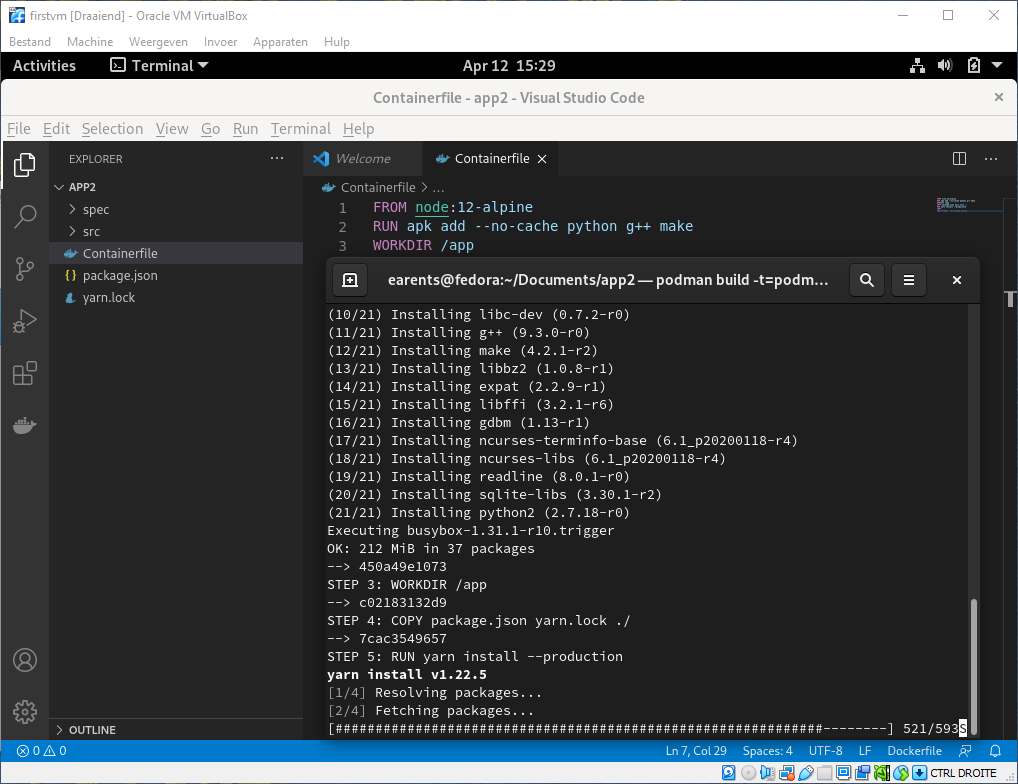 firstvm [Draaiend] - Oracle VM VirtualBox
Bestand Machine Weergeven Invoer Apparaten Hulp
Activities Terminal Apr 12 15:29
Containerfile - app2 - Visual Studio Code
File Edit Selection View Go Run Terminal Help
EXPLORER
APP2
spec
src
Containerfile
package.json
yarn.lock
OUTLINE
Welcome Containerfile
Containerfile > ...
1 FROM node:12-alpine
2 RUN apk add --no-cache python g++ make
3 WORKDIR /app
earents@fedora:~/Documents/app2 — podman build -t=podm...
(10/21) Installing libc-dev (0.7.2-r0)
(11/21) Installing g++ (9.3.0-r0)
(12/21) Installing make (4.2.1-r2)
(13/21) Installing libbz2 (1.0.8-r1)
(14/21) Installing expat (2.2.9-r1)
(15/21) Installing libffi (3.2.1-r6)
(16/21) Installing gdbm (1.13-r1)
(17/21) Installing ncurses-terminfo-base (6.1_p20200118-r4)
(18/21) Installing ncurses-libs (6.1_p20200118-r4)
(19/21) Installing readline (8.0.1-r0)
(20/21) Installing sqlite-libs (3.30.1-r2)
(21/21) Installing python2 (2.7.18-r0)
Executing busybox-1.31.1-r10.trigger
OK: 212 MiB in 37 packages
--> 450a49e1073
STEP 3: WORKDIR /app
--> c02183132d9
STEP 4: COPY package.json yarn.lock ./
--> 7cac3549657
STEP 5: RUN yarn install --production
yarn install v1.22.5
[1/4] Resolving packages...
[2/4] Fetching packages...
[#############################################################--------] 521/593S
0 0 Ln 7, Col 29 Spaces: 4 UTF-8 LF Dockerfile
CTRL DROITE